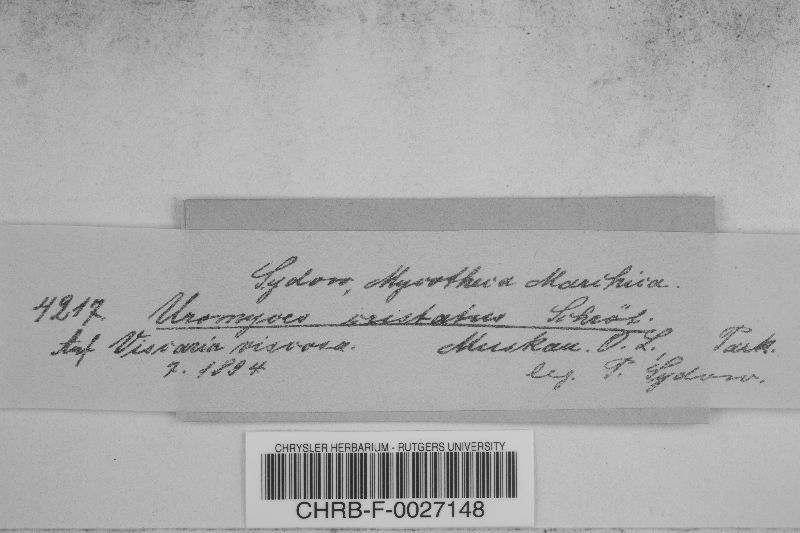 Sydow, Mycotheca Marchica.
4217. Uromyces cristatus Schröt.
Auf Viscaria viscosa. Muskau. O. L. Park.
7. 1894 leg. P. Sydow.
CHRYSLER HERBARIUM - RUTGERS UNIVERSITY
CHRB-F-0027148